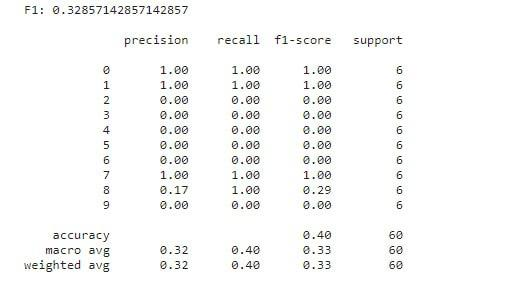 F1: 0.32857142857142857
precision recall f1-score support
0 1.00 1.00 1.00 6
1 1.00 1.00 1.00 6
2 0.00 0.00 0.00 6
3 0.00 0.00 0.00 6
4 0.00 0.00 0.00 6
5 0.00 0.00 0.00 6
6 0.00 0.00 0.00 6
7 1.00 1.00 1.00 6
8 0.17 1.00 0.29 6
9 0.00 0.00 0.00 6
accuracy 0.40 60
macro avg 0.32 0.40 0.33 60
weighted avg 0.32 0.40 0.33 60